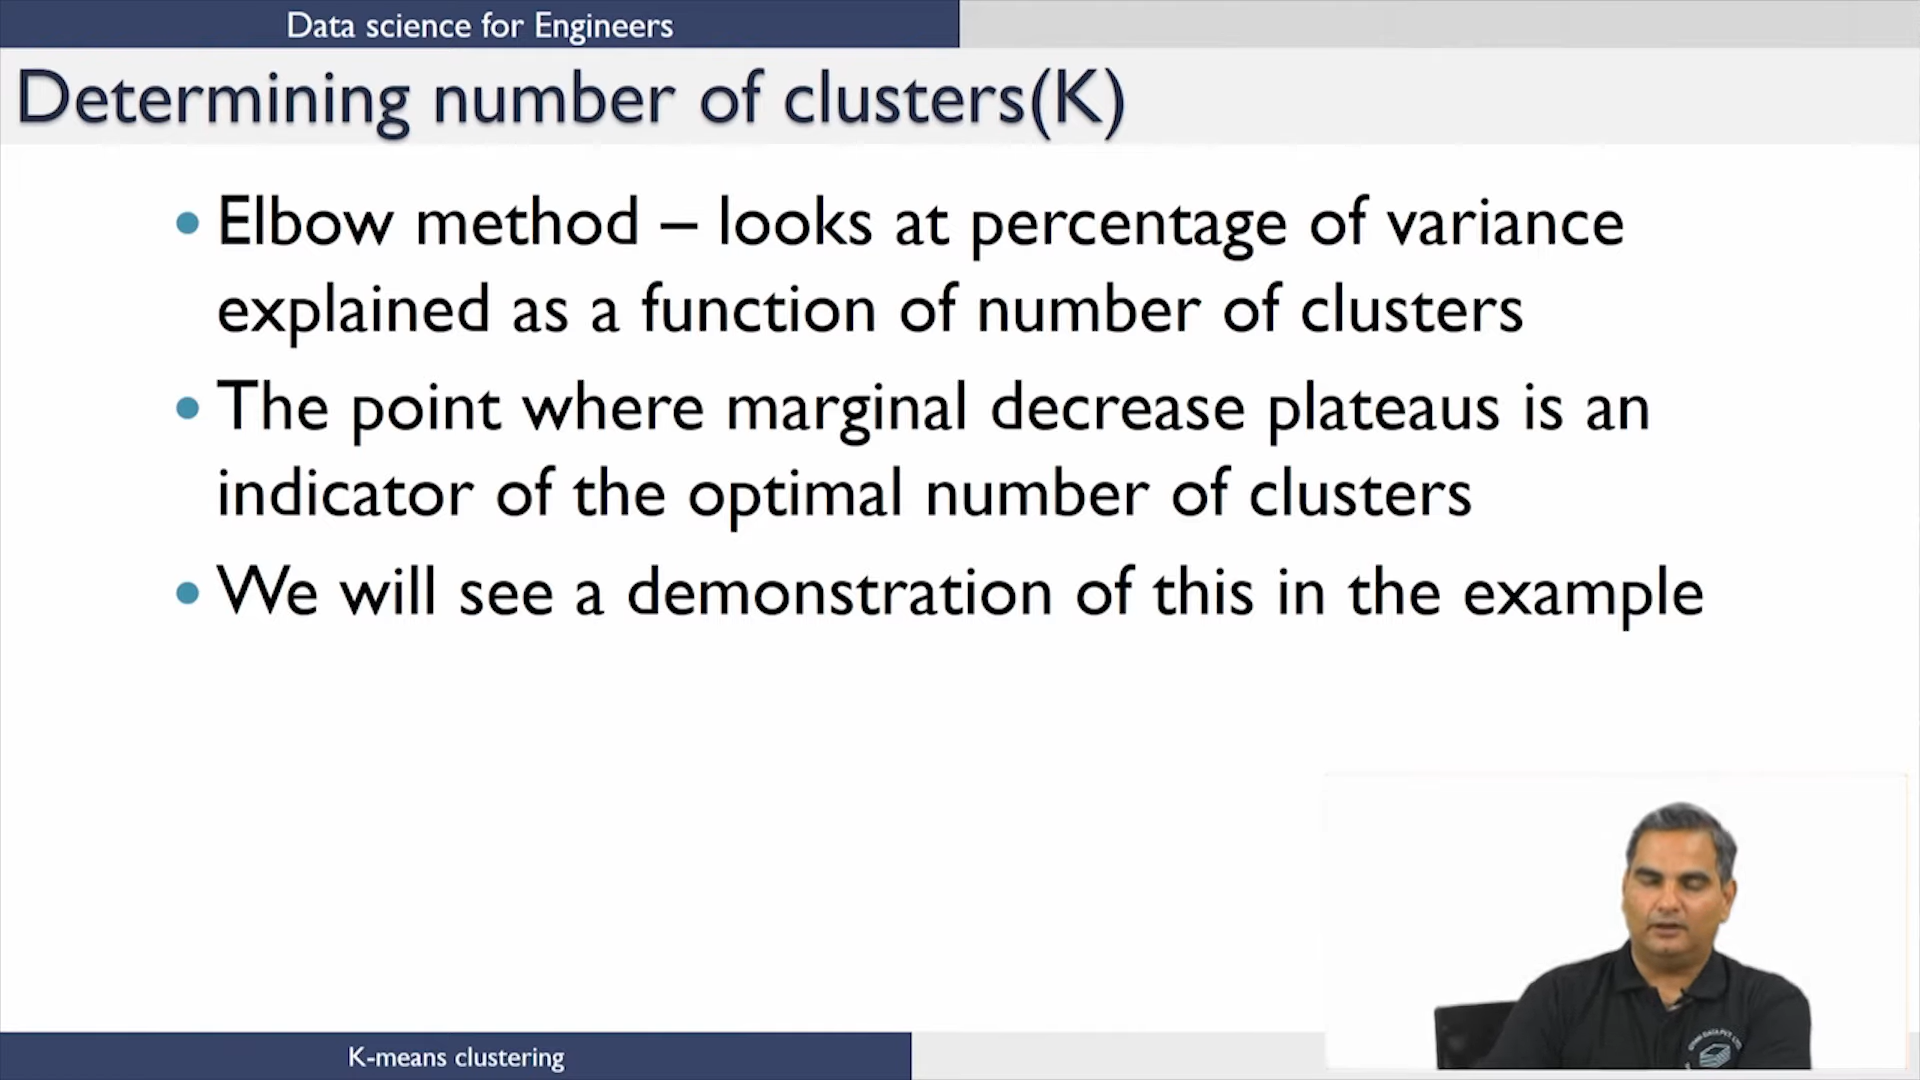 Data science for Engineers
Determining number of clusters(K)
• Elbow method – looks at percentage of variance
explained as a function of number of clusters
• The point where marginal decrease plateaus is an
indicator of the optimal number of clusters
• We will see a demonstration of this in the example
K-means clustering